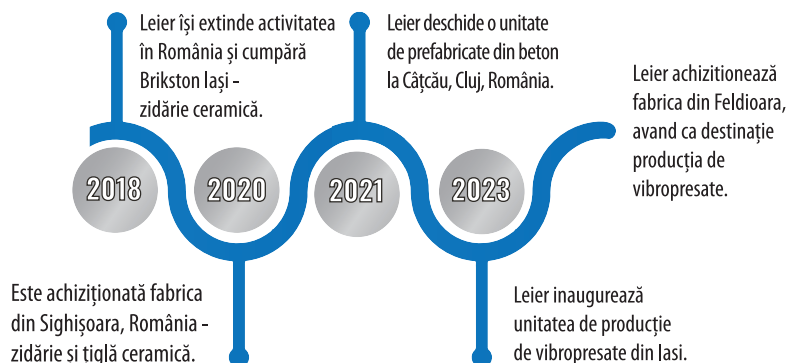 Leier își extinde activitatea
în România și cumpără
Brikston Iași -
zidărie ceramică.
2018
Este achiziționată fabrica
din Sighișoara, România -
zidărie și țiglă ceramică.
2020
Leier deschide o unitate
de prefabricate din beton
la Câțcău, Cluj, România.
2021
Leier inaugurează
unitatea de producție
de vibropresate din Iasi.
2023
Leier achizitionează
fabrica din Feldioara,
avand ca destinație
producția de
vibropresate.